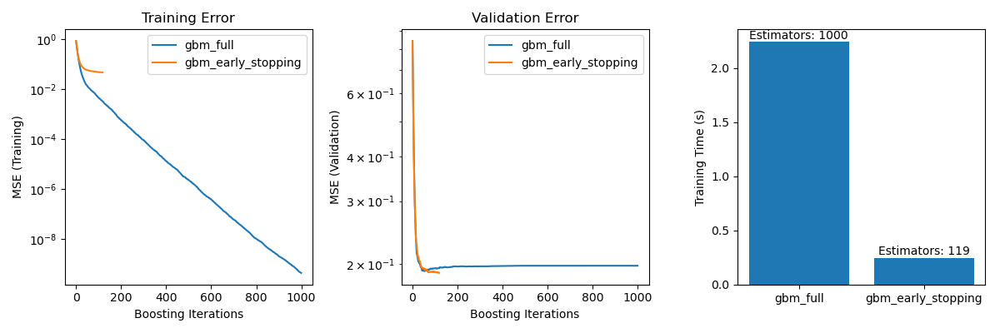 Training Error
MSE (Training)
10⁰
10⁻²
10⁻⁴
10⁻⁶
10⁻⁸
gbm_full
gbm_early_stopping
0 200 400 600 800 1000
Boosting Iterations
Validation Error
MSE (Validation)
6 × 10⁻¹
4 × 10⁻¹
3 × 10⁻¹
2 × 10⁻¹
gbm_full
gbm_early_stopping
0 200 400 600 800 1000
Boosting Iterations
Training Time (s)
2.0
1.5
1.0
0.5
0.0
Estimators: 1000
Estimators: 119
gbm_full gbm_early_stopping